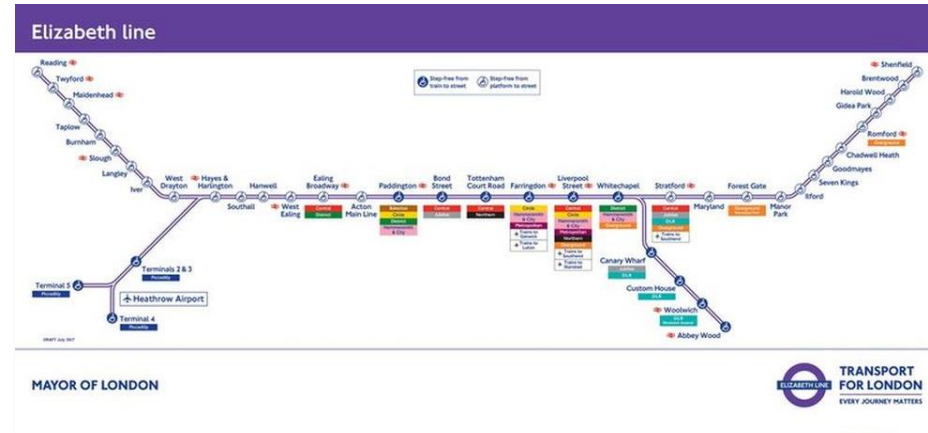 Elizabeth line
Step-free from
train to street
Step-free from
platform to street
Reading
Twyford
Maidenhead
Taplow
Burnham
Slough
Langley
Iver
West
Drayton
Hayes &
Harlington
Southall
Hanwell
West
Ealing
Ealing
Broadway
Central
District
Acton
Main Line
Paddington
Bakerloo
Circle
District
Hammersmith
& City
Bond
Street
Central
Jubilee
Tottenham
Court Road
Central
Northern
Farringdon
Circle
Hammersmith
& City
Metropolitan
Trains to
Gatwick
Trains to
Luton
Liverpool
Street
Central
Circle
Hammersmith
& City
Metropolitan
Northern
Overground
Trains to
Southend
Trains to
Stansted
Whitechapel
District
Hammersmith
& City
Overground
Stratford
Central
Jubilee
DLR
Overground
Trains to
Southend
Maryland
Forest Gate
Overground
Manor
Park
Ilford
Seven Kings
Goodmayes
Chadwell Heath
Romford
Overground
Gidea Park
Harold Wood
Brentwood
Shenfield
Canary Wharf
Jubilee
DLR
Custom House
DLR
Woolwich
DLR
Abbey Wood
Terminals 2 & 3
Piccadilly
Terminal 5
Piccadilly
Heathrow Airport
Terminal 4
Piccadilly
DRAFT July 2017
MAYOR OF LONDON
ELIZABETH LINE
TRANSPORT
FOR LONDON
EVERY JOURNEY MATTERS